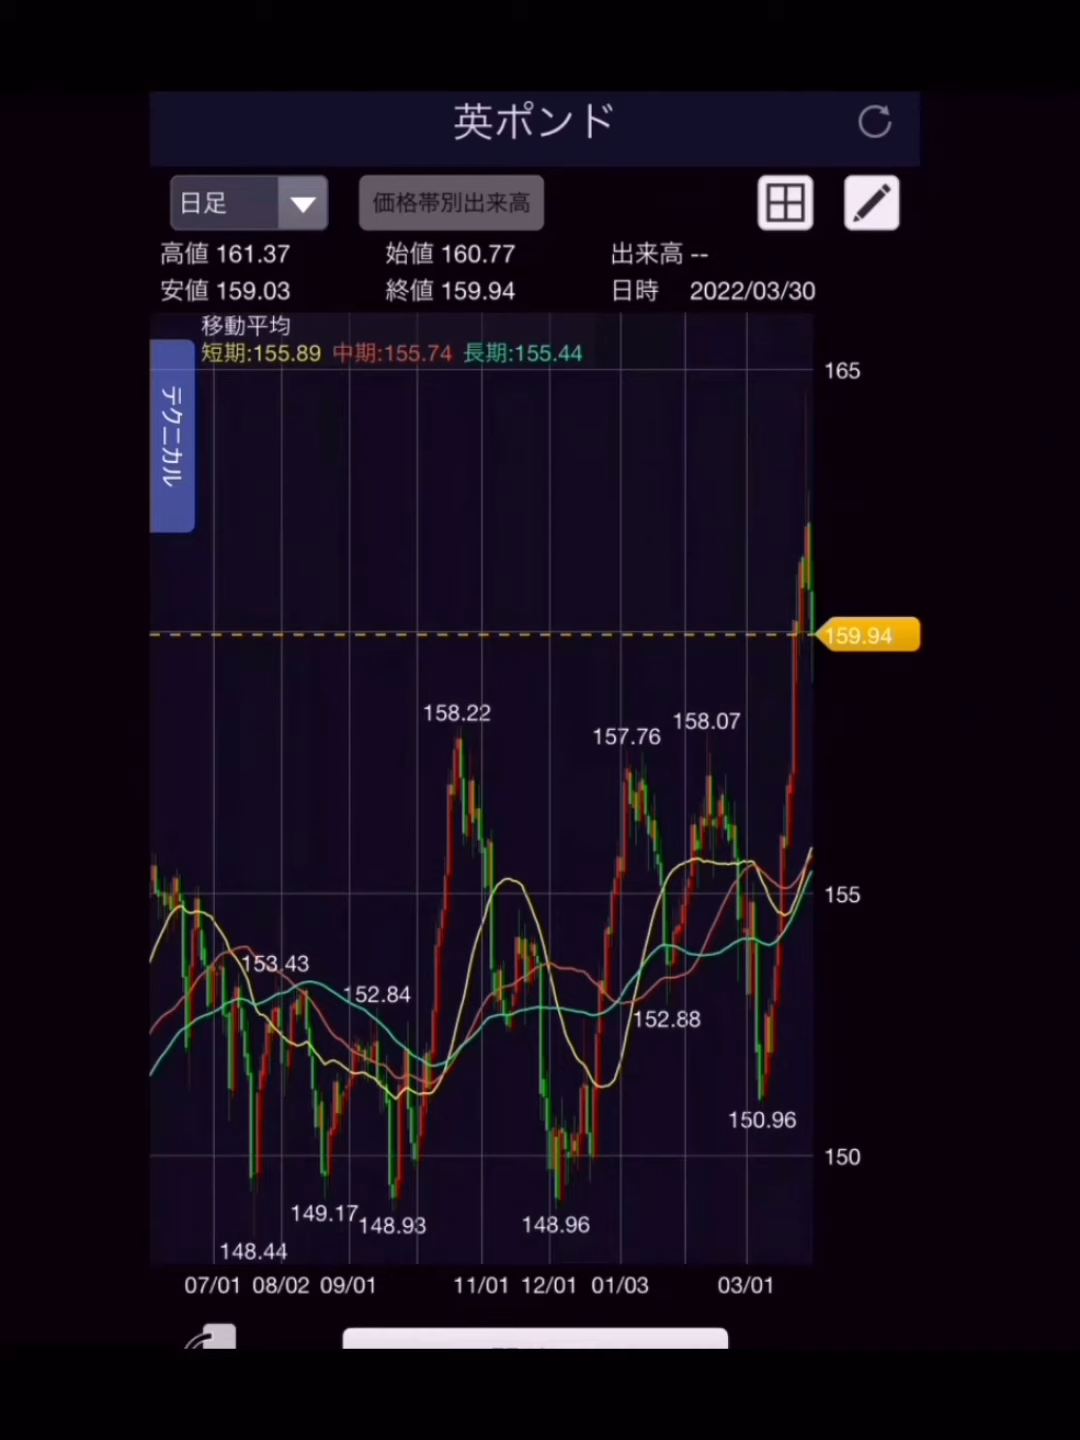 英ポンド
日足 価格帯別出来高
高値 161.37 始値 160.77 出来高 --
安値 159.03 終値 159.94 日時 2022/03/30
移動平均
短期:155.89 中期:155.74 長期:155.44
テクニカル
165
159.94
158.22
157.76
158.07
155
153.43
152.84
152.88
150.96
150
149.17
148.93
148.96
148.44
07/01 08/02 09/01 11/01 12/01 01/03 03/01